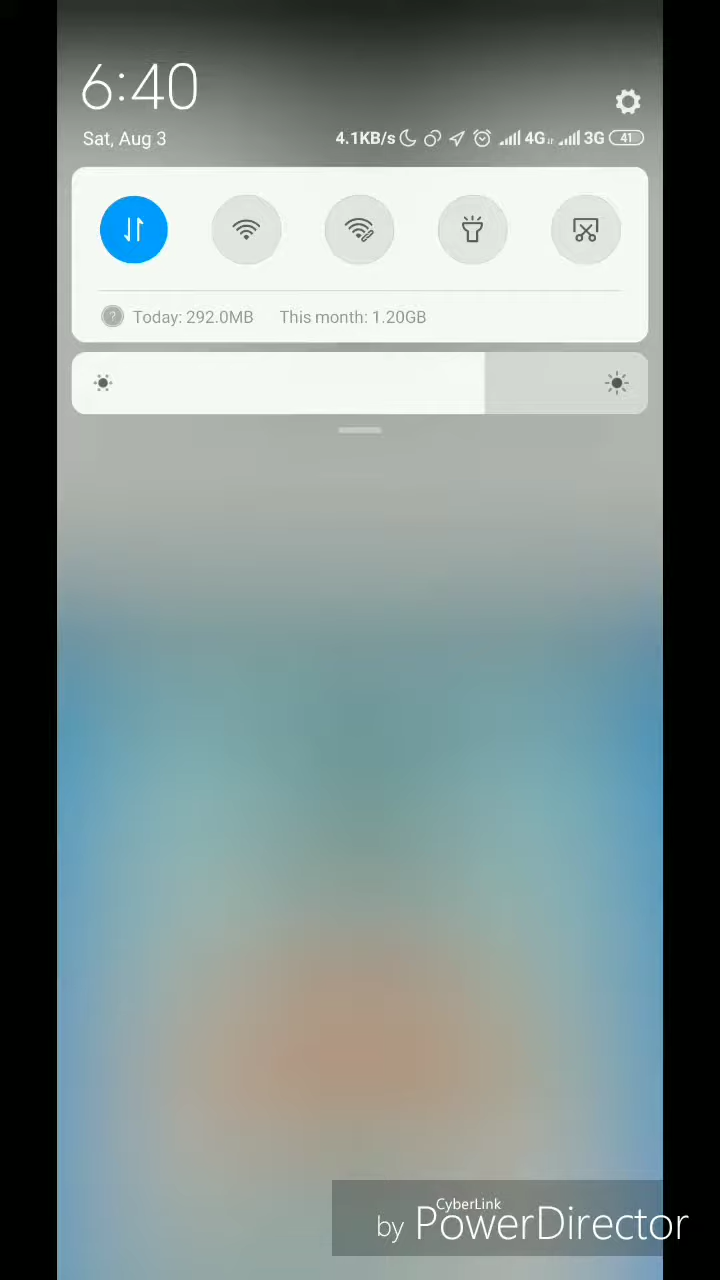 6:40
Sat, Aug 3
4.1KB/s 4G 3G 41
Today: 292.0MB This month: 1.20GB
CyberLink
by PowerDirector